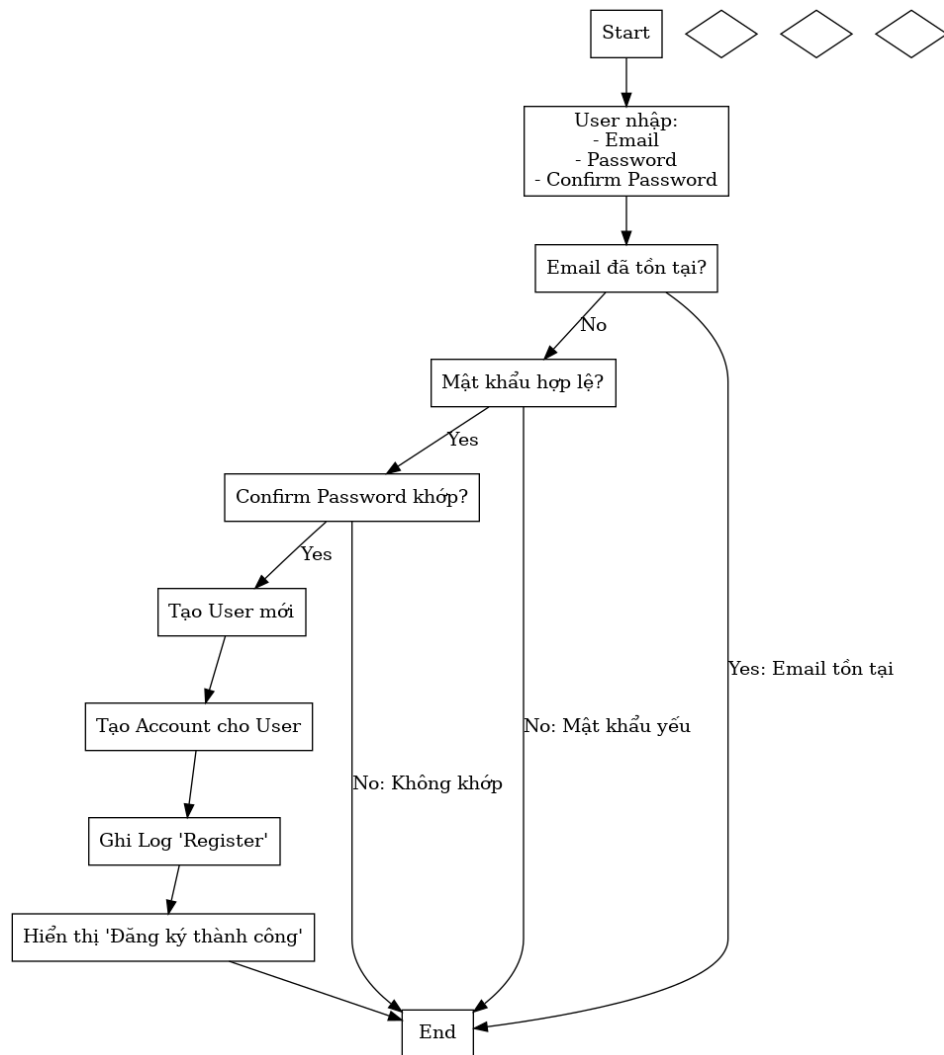 Start
User nhập:
- Email
- Password
- Confirm Password
Email đã tồn tại?
No
Mật khẩu hợp lệ?
Yes
Confirm Password khớp?
Yes
Tạo User mới
Yes: Email tồn tại
Tạo Account cho User
No: Mật khẩu yếu
No: Không khớp
Ghi Log 'Register'
Hiển thị 'Đăng ký thành công'
End